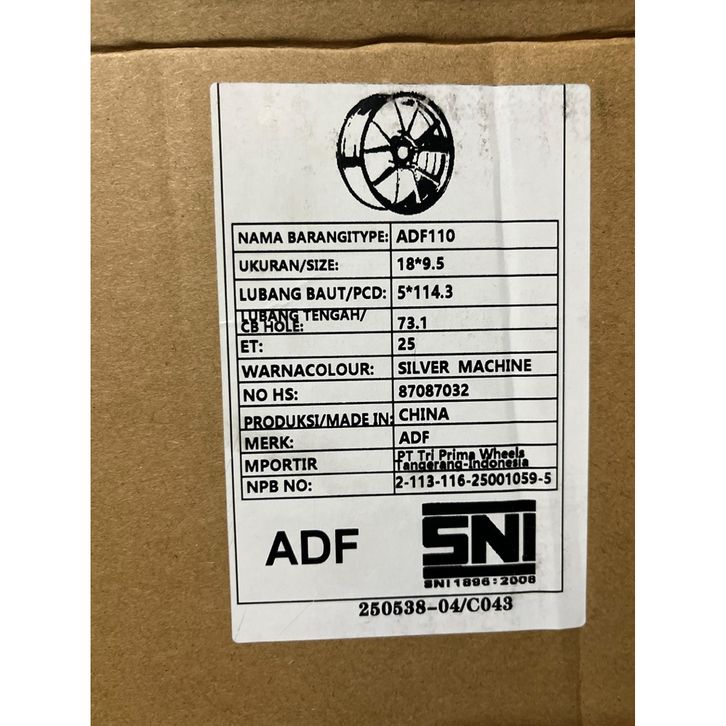 NAMA BARANGITYPE: ADF110
UKURAN/SIZE: 18*9.5
LUBANG BAUT/PCD: 5*114.3
LUBANG TENGAH/
CB HOLE: 73.1
ET: 25
WARNACOLOUR: SILVER MACHINE
NO HS: 87087032
PRODUKSI/MADE IN: CHINA
MERK: ADF
MPORTIR PT Tri Prima Wheels
Tangerang-Indonesia
NPB NO: 2-113-116-25001059-5
ADF
SNI
SNI 1896:2008
250538-04/C043